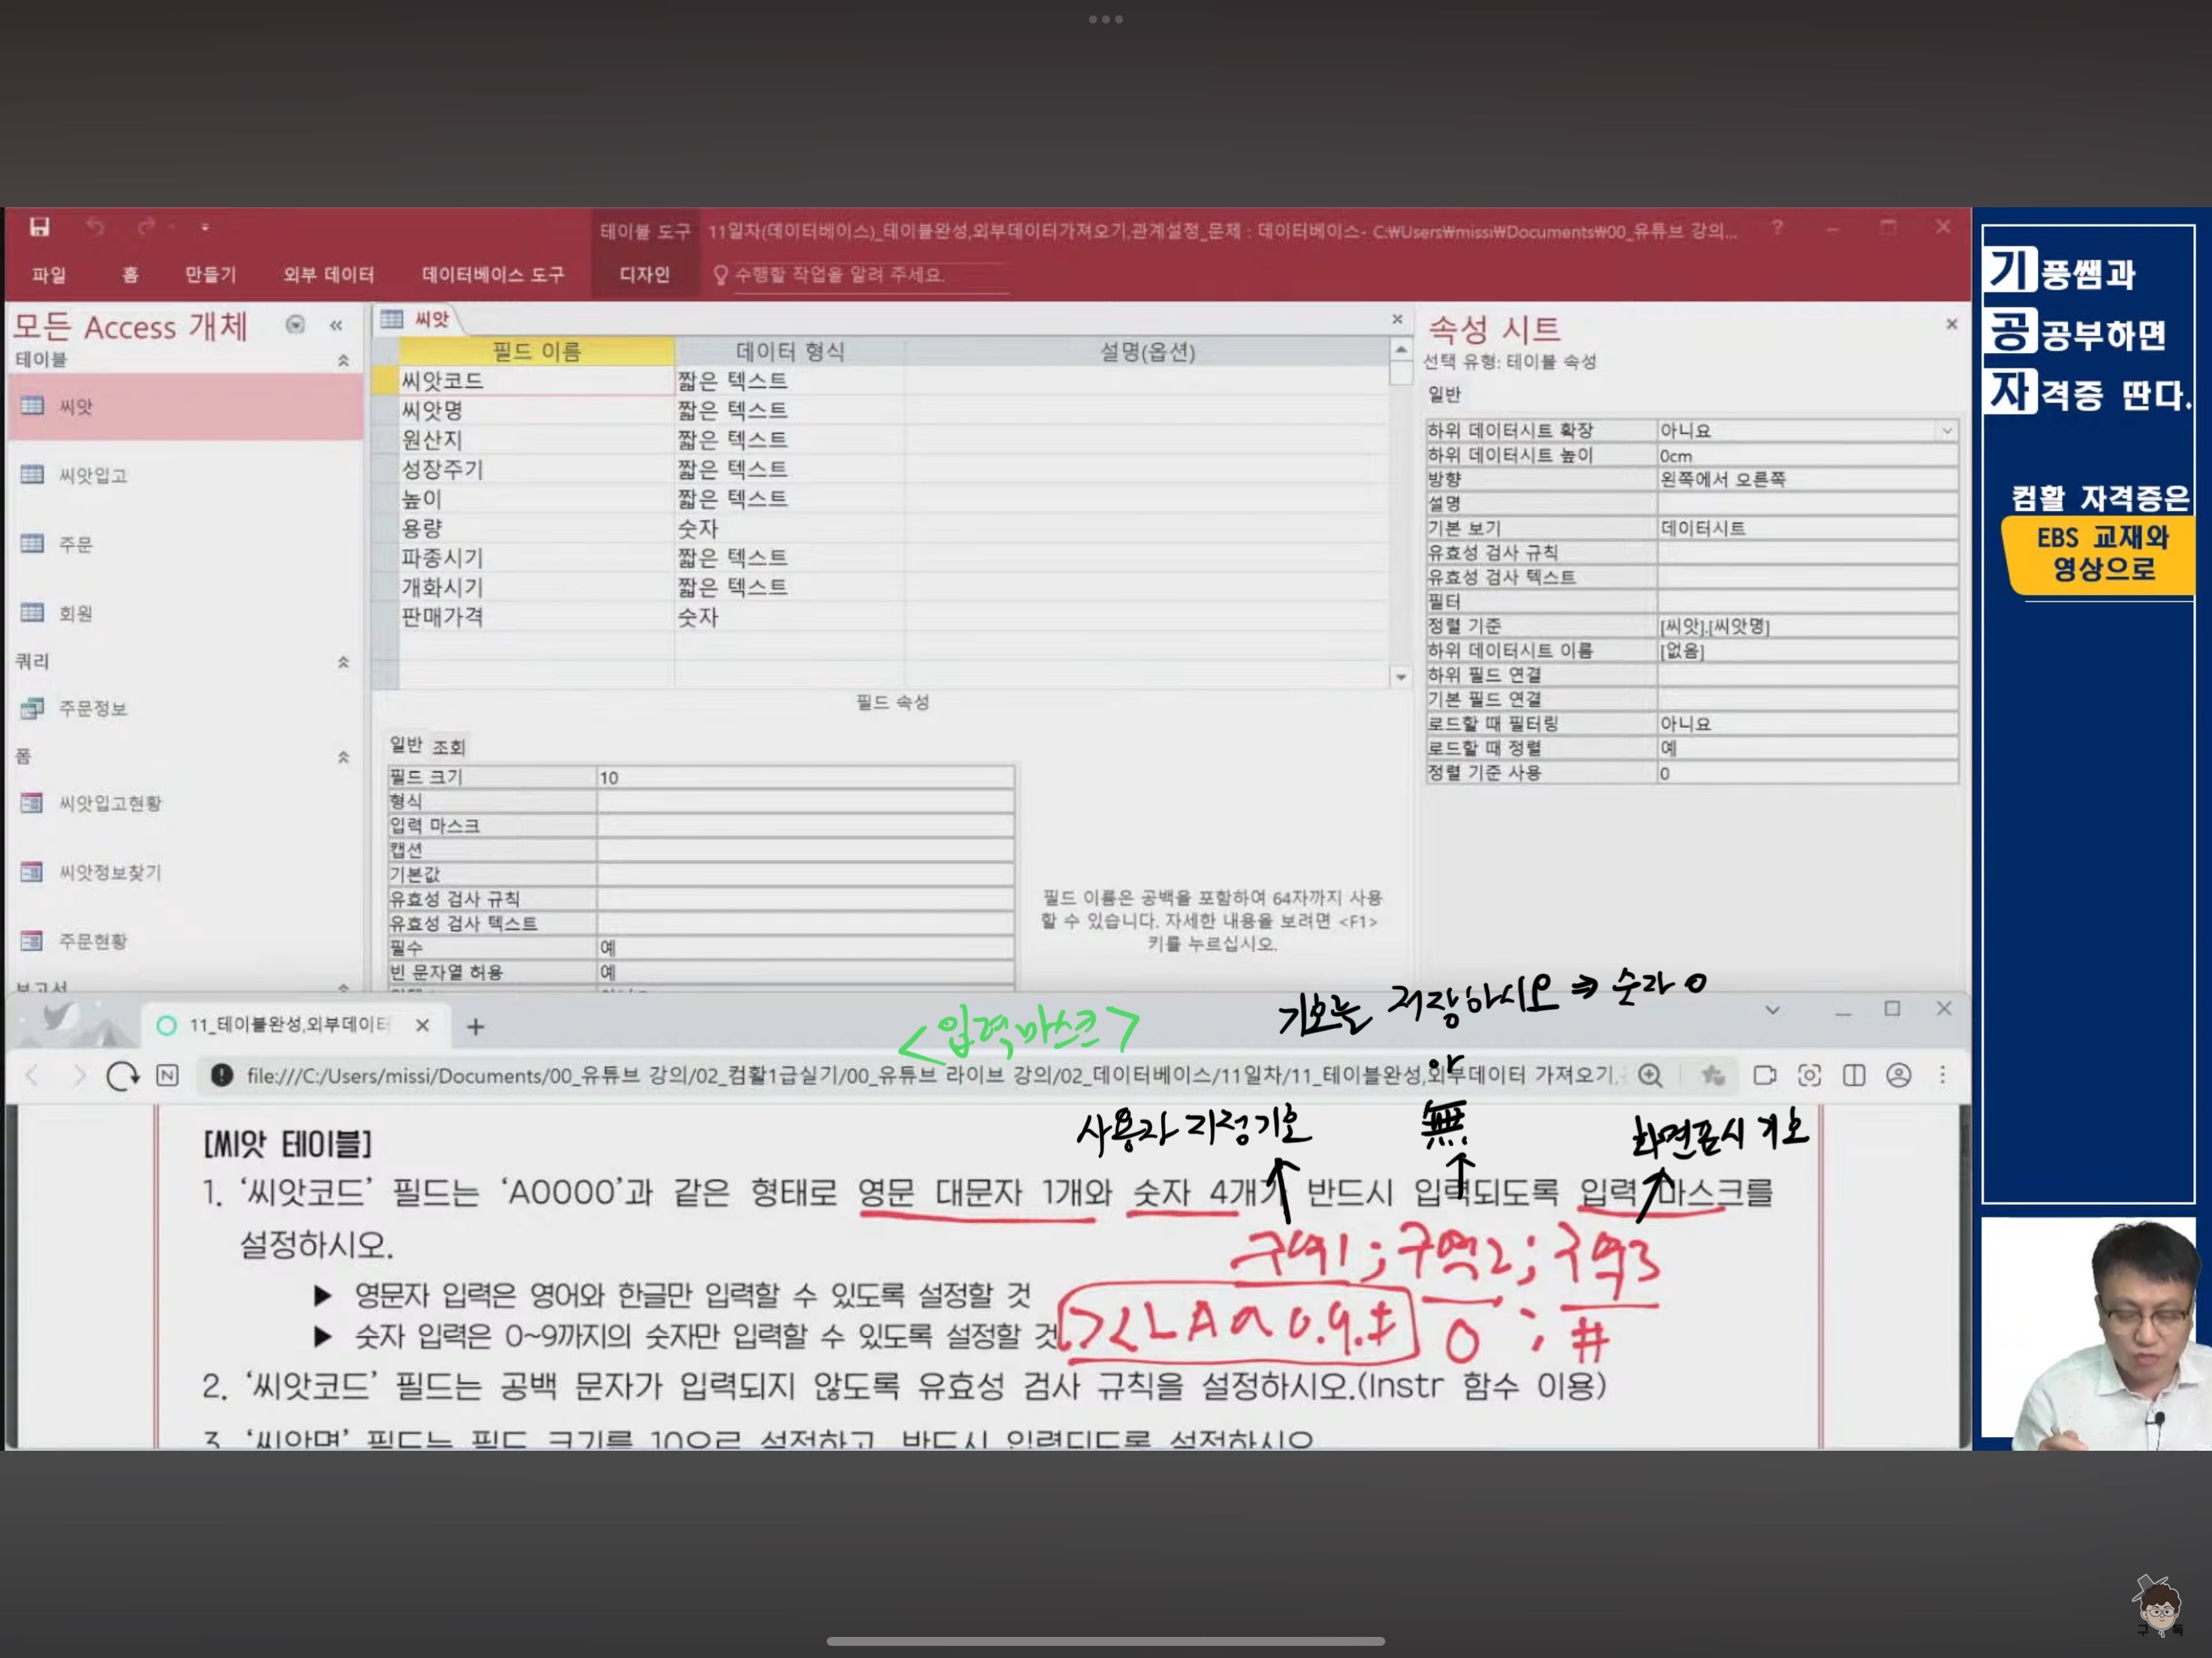 테이블 도구
11일차(데이터베이스)_테이블완성,외부데이터가져오기,관계설정_문제 : 데이터베이스- C:₩Users₩missi₩Documents₩00_유튜브 강의...
파일 홈 만들기 외부 데이터 데이터베이스 도구 디자인 수행할 작업을 알려 주세요.
모든 Access 개체
테이블
씨앗
씨앗입고
주문
회원
쿼리
주문정보
폼
씨앗입고현황
씨앗정보찾기
주문현황
보고서
씨앗
필드 이름 데이터 형식 설명(옵션)
씨앗코드 짧은 텍스트
씨앗명 짧은 텍스트
원산지 짧은 텍스트
성장주기 짧은 텍스트
높이 짧은 텍스트
용량 숫자
파종시기 짧은 텍스트
개화시기 짧은 텍스트
판매가격 숫자
필드 속성
일반 조회
필드 크기 10
형식
입력 마스크
캡션
기본값
유효성 검사 규칙
유효성 검사 텍스트
필수 예
빈 문자열 허용 예
필드 이름은 공백을 포함하여 64자까지 사용
할 수 있습니다. 자세한 내용을 보려면 <F1>
키를 누르십시오.
속성 시트
선택 유형: 테이블 속성
일반
하위 데이터시트 확장 아니요
하위 데이터시트 높이 0cm
방향 왼쪽에서 오른쪽
설명
기본 보기 데이터시트
유효성 검사 규칙
유효성 검사 텍스트
필터
정렬 기준 [씨앗].[씨앗명]
하위 데이터시트 이름 [없음]
하위 필드 연결
기본 필드 연결
로드할 때 필터링 아니요
로드할 때 정렬 예
정렬 기준 사용 0
기풍쌤과
공공부하면
자격증 딴다.
컴활 자격증은
EBS 교재와
영상으로
<입력마스크>
기호는 저장하시오 ⇒ 숫자 0
11_테이블완성,외부데이터
file:///C:/Users/missi/Documents/00_유튜브 강의/02_컴활1급실기/00_유튜브 라이브 강의/02_데이터베이스/11일차/11_테이블완성,외부데이터 가져오기,
or
사용자 지정기호 無 화면표시 기호
[씨앗 테이블]
1. ‘씨앗코드’ 필드는 ‘A0000’과 같은 형태로 영문 대문자 1개와 숫자 4개가 반드시 입력되도록 입력 마스크를
설정하시오.
구역1 ; 구역2 ; 구역3
▶ 영문자 입력은 영어와 한글만 입력할 수 있도록 설정할 것
▶ 숫자 입력은 0~9까지의 숫자만 입력할 수 있도록 설정할 것.
><LAa 0.9.# 0 ; #
2. ‘씨앗코드’ 필드는 공백 문자가 입력되지 않도록 유효성 검사 규칙을 설정하시오.(Instr 함수 이용)
3. ‘씨앗명’ 필드는 필드 크기를 10으로 설정하고, 반드시 입력되도록 설정하시오.
구 독